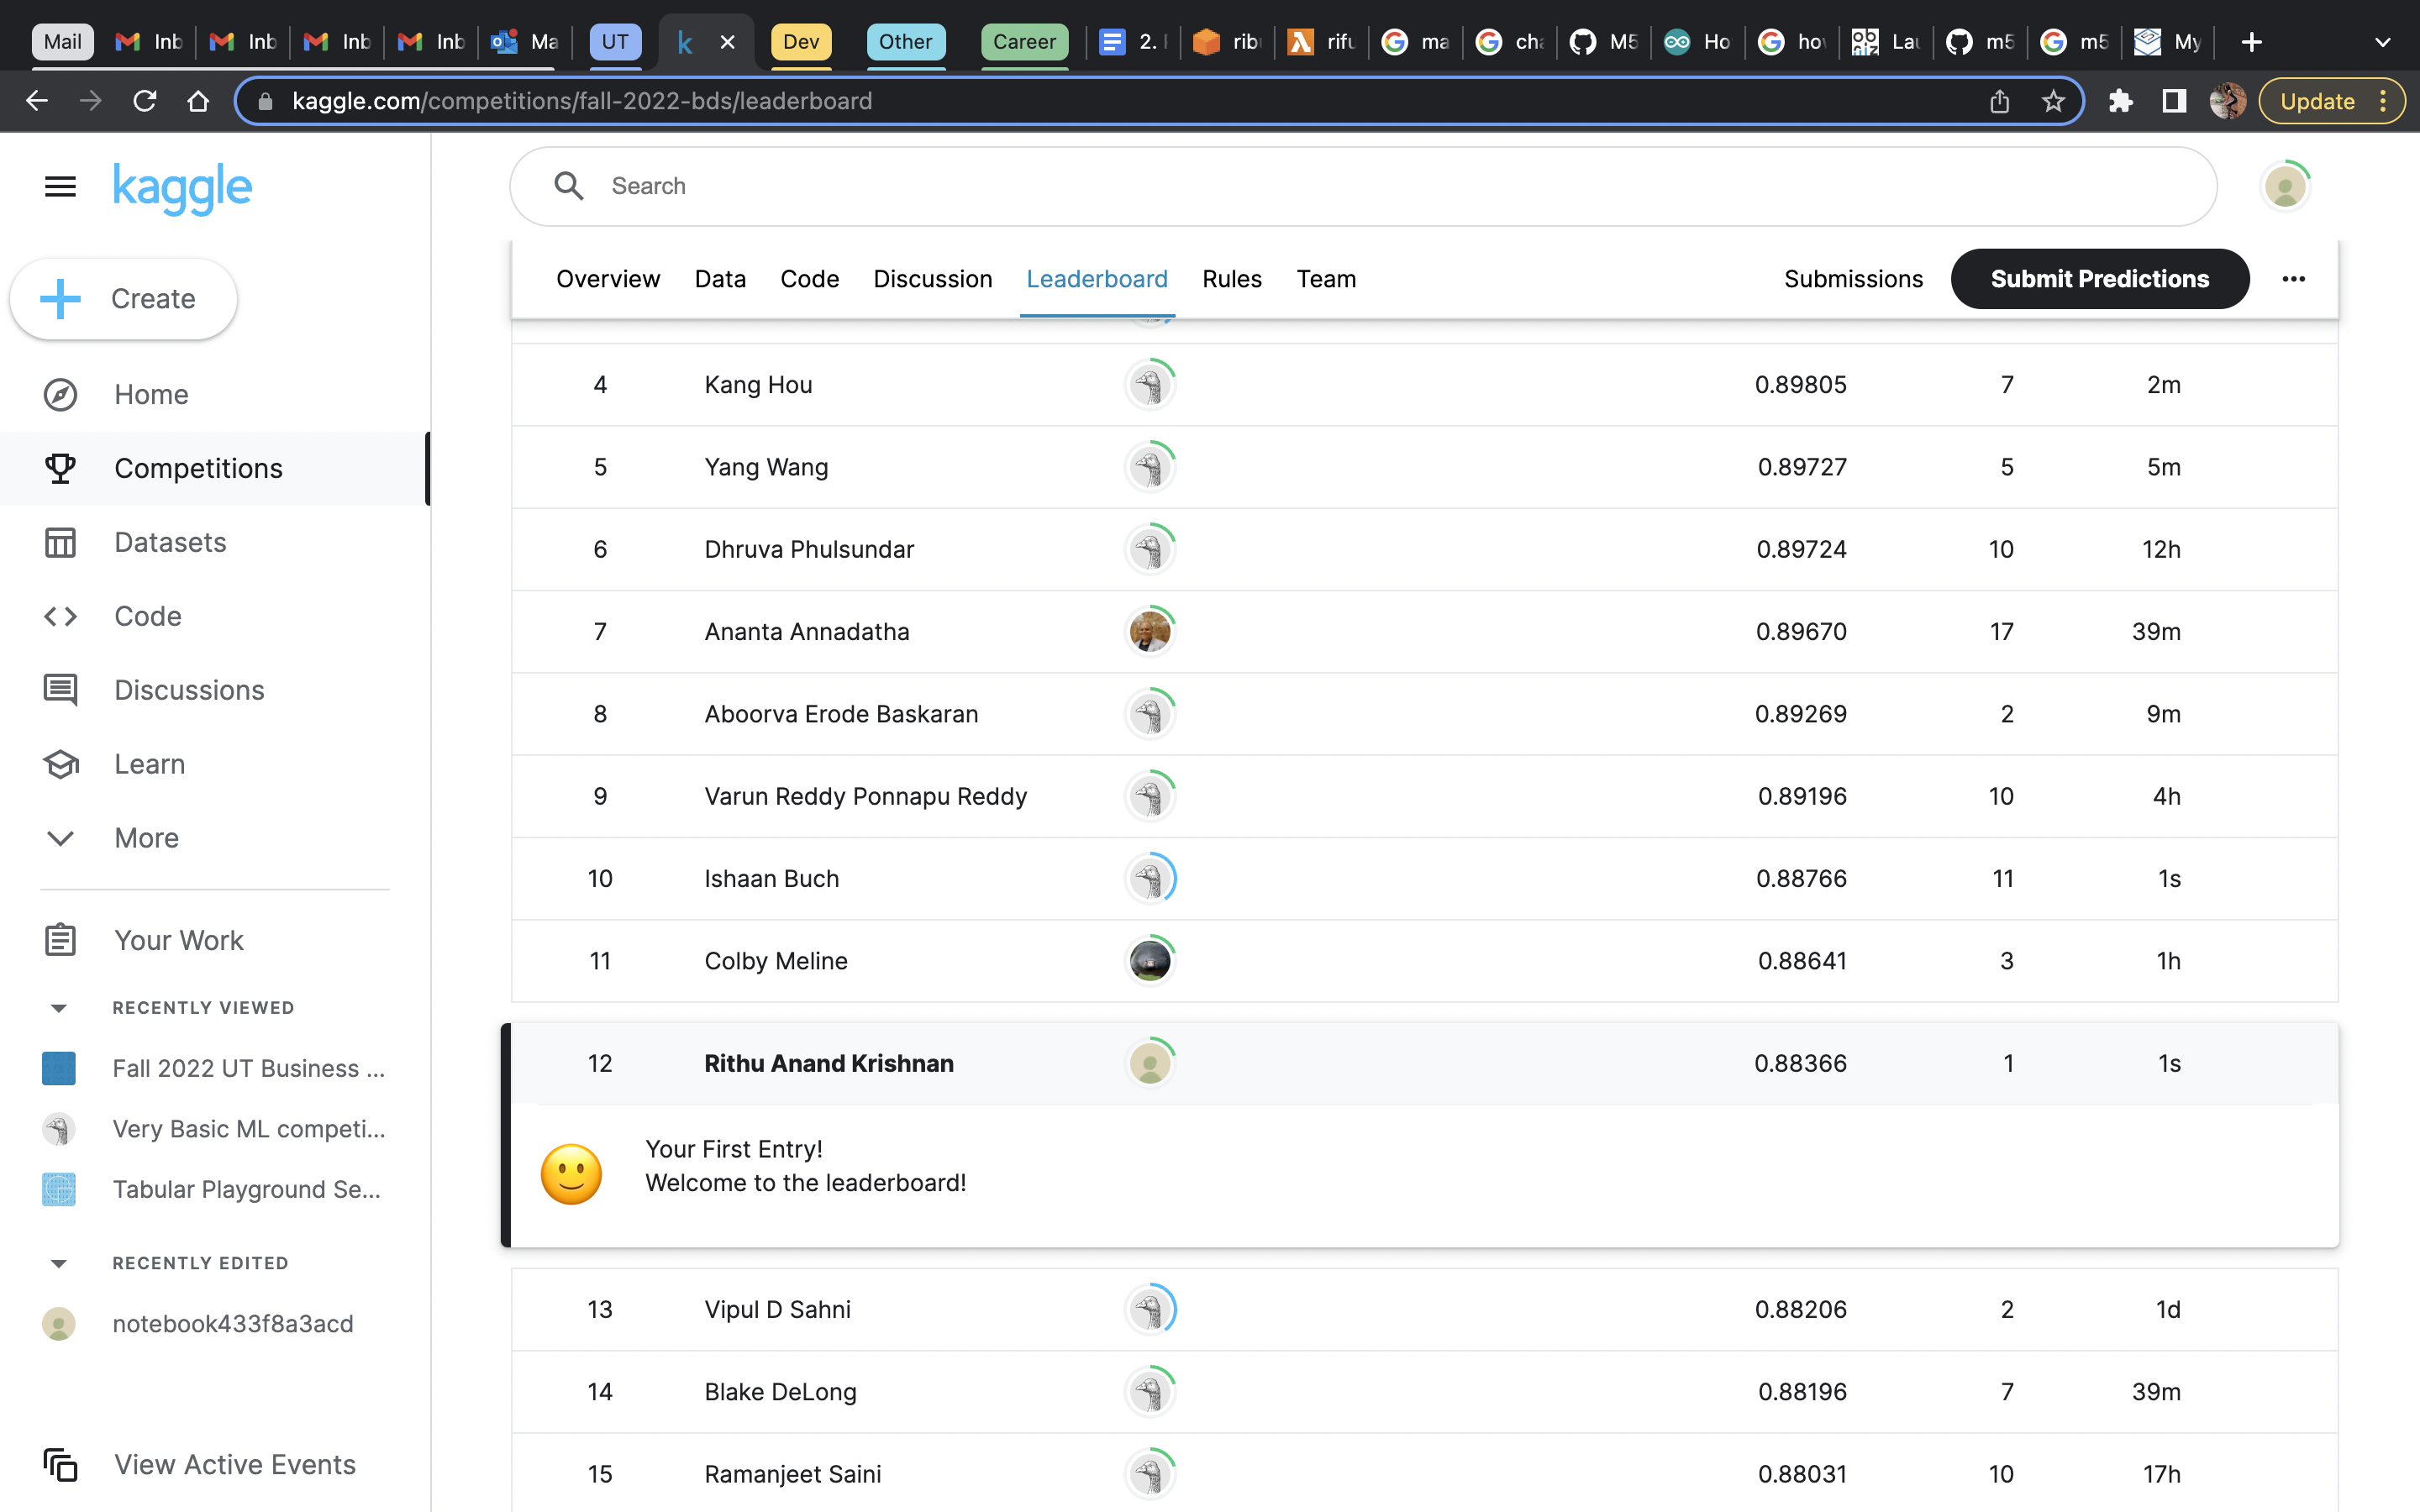 Mail Inb Inb Inb Inb Ma UT k Dev Other Career 2. rib rifu ma cha M5 Ho how Lau m5 m5 My
kaggle.com/competitions/fall-2022-bds/leaderboard Update
kaggle
Search
Create
Home
Competitions
Datasets
Code
Discussions
Learn
More
Your Work
RECENTLY VIEWED
Fall 2022 UT Business ...
Very Basic ML competi...
Tabular Playground Se...
RECENTLY EDITED
notebook433f8a3acd
View Active Events
Overview Data Code Discussion Leaderboard Rules Team Submissions Submit Predictions
4 Kang Hou 0.89805 7 2m
5 Yang Wang 0.89727 5 5m
6 Dhruva Phulsundar 0.89724 10 12h
7 Ananta Annadatha 0.89670 17 39m
8 Aboorva Erode Baskaran 0.89269 2 9m
9 Varun Reddy Ponnapu Reddy 0.89196 10 4h
10 Ishaan Buch 0.88766 11 1s
11 Colby Meline 0.88641 3 1h
12 Rithu Anand Krishnan 0.88366 1 1s
Your First Entry!
Welcome to the leaderboard!
13 Vipul D Sahni 0.88206 2 1d
14 Blake DeLong 0.88196 7 39m
15 Ramanjeet Saini 0.88031 10 17h